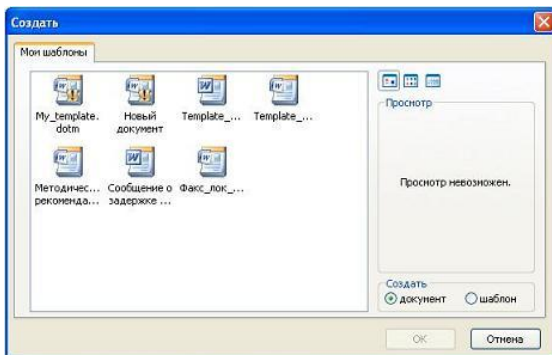 Создать
Мои шаблоны
My_template.
dotm
Новый
документ
Template_...
Template_...
Методичес...
рекоменда...
Сообщение о
задержке ...
Факс_лок_...
Просмотр
Просмотр невозможен.
Создать
документ
шаблон
ОК
Отмена